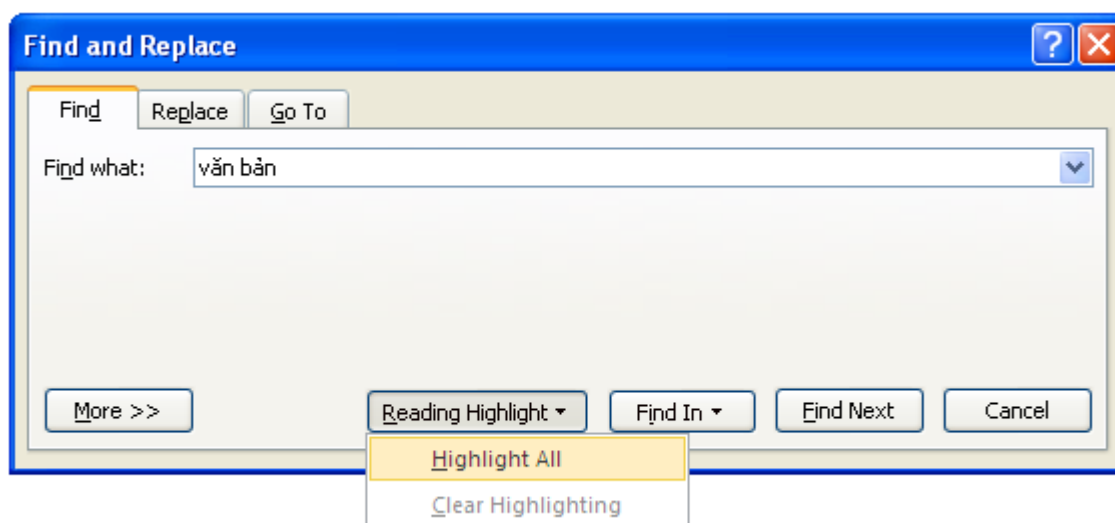 Find and Replace
Find Replace Go To
Find what: văn bản
More >> Reading Highlight Find In Find Next Cancel
Highlight All
Clear Highlighting